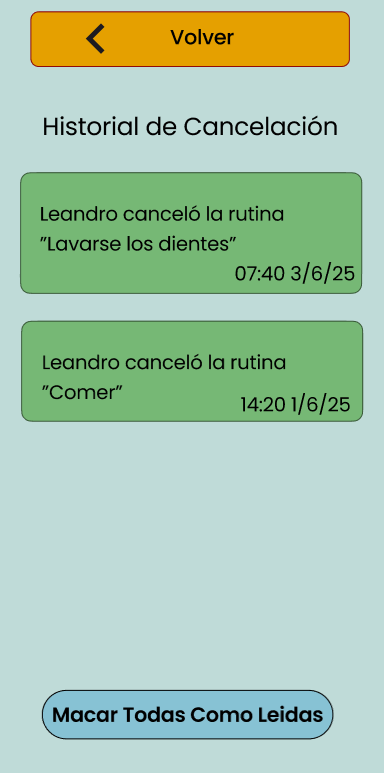 Volver
Historial de Cancelación
Leandro canceló la rutina
”Lavarse los dientes”
07:40 3/6/25
Leandro canceló la rutina
”Comer”
14:20 1/6/25
Macar Todas Como Leidas